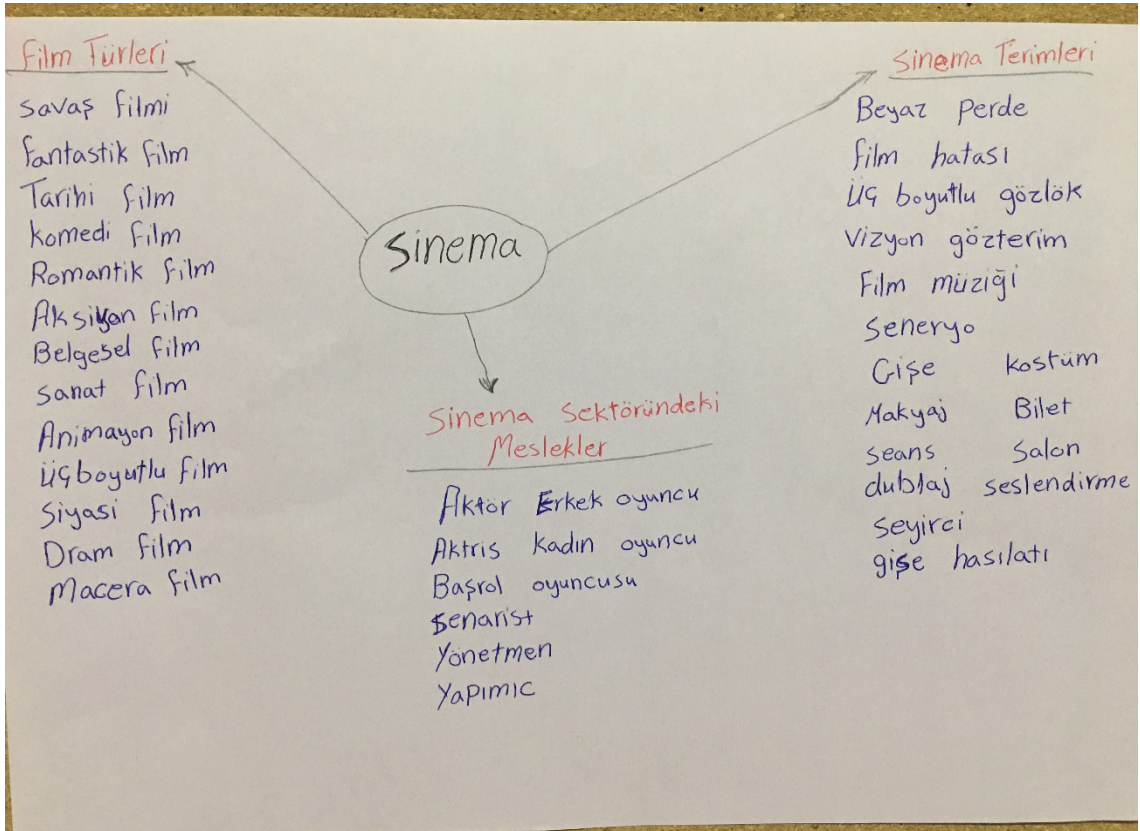 Sinema
Film Türleri
Savaş filmi
fantastik film
Tarihi film
komedi film
Romantik film
Aksiyon film
Belgesel film
Sanat film
Animayon film
üçboyutlu film
Siyasi film
Dram film
Macera film
Sinema Sektöründeki
Meslekler
Aktör Erkek oyuncu
Aktris kadın oyuncu
Başrol oyuncusu
Senarist
Yönetmen
Yapımıc
Sinema Terimleri
Beyaz perde
film hatası
Üç boyutlu gözlök
Vizyon gözterim
Film müziği
Seneryo
Gişe kostüm
Makyaj Bilet
Seans Salon
dublaj seslendirme
Seyirci
gişe hasılatı